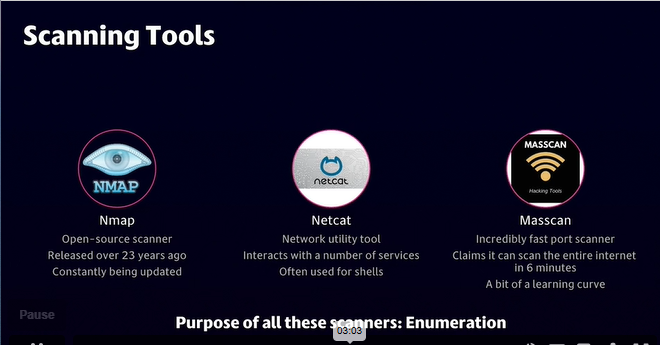 Scanning Tools
NMAP
netcat
MASSCAN
Hacking Tools
Nmap
Open-source scanner
Released over 23 years ago
Constantly being updated
Netcat
Network utility tool
Interacts with a number of services
Often used for shells
Masscan
Incredibly fast port scanner
Claims it can scan the entire internet
in 6 minutes
A bit of a learning curve
Pause
Purpose of all these scanners: Enumeration
03:03